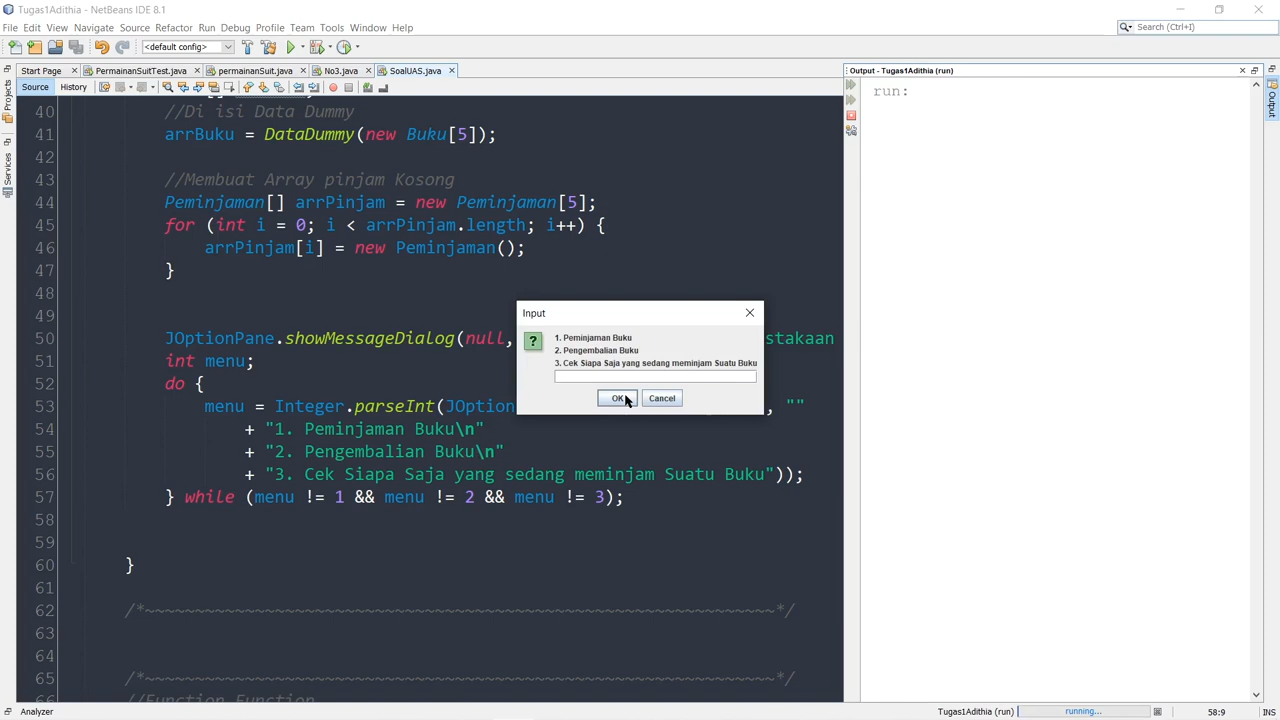 Tugas1Adithia - NetBeans IDE 8.1
File Edit View Navigate Source Refactor Run Debug Profile Team Tools Window Help
Search (Ctrl+I)
<default config>
Start Page
PermainanSuitTest.java
permainanSuit.java
No3.java
SoalUAS.java
Output - Tugas1Adithia (run)
Source
History
Projects
Services
Output
run:
40 //Di isi Data Dummy
41 arrBuku = DataDummy(new Buku[5]);
42
43 //Membuat Array pinjam Kosong
44 Peminjaman[] arrPinjam = new Peminjaman[5];
45 for (int i = 0; i < arrPinjam.length; i++) {
46 arrPinjam[i] = new Peminjaman();
47 }
48
49
50 JOptionPane.showMessageDialog(null, stakaan
51 int menu;
52 do {
53 menu = Integer.parseInt(JOption , ""
54 + "1. Peminjaman Buku\n"
55 + "2. Pengembalian Buku\n"
56 + "3. Cek Siapa Saja yang sedang meminjam Suatu Buku"));
57 } while (menu != 1 && menu != 2 && menu != 3);
58
59
60 }
61
62 /*~~~~~~~~~~~~~~~~~~~~~~~~~~~~~~~~~~~~~~~~~~~~~~~~~~~~~~~~~~~~~~~*/
63
64
65 /*~~~~~~~~~~~~~~~~~~~~~~~~~~~~~~~~~~~~~~~~~~~~~~~~~~~~~~~~~~~~~~~*/
66 //Function Function
Input
?
1. Peminjaman Buku
2. Pengembalian Buku
3. Cek Siapa Saja yang sedang meminjam Suatu Buku
OK
Cancel
Analyzer
Tugas1Adithia (run)
running...
58:9
INS